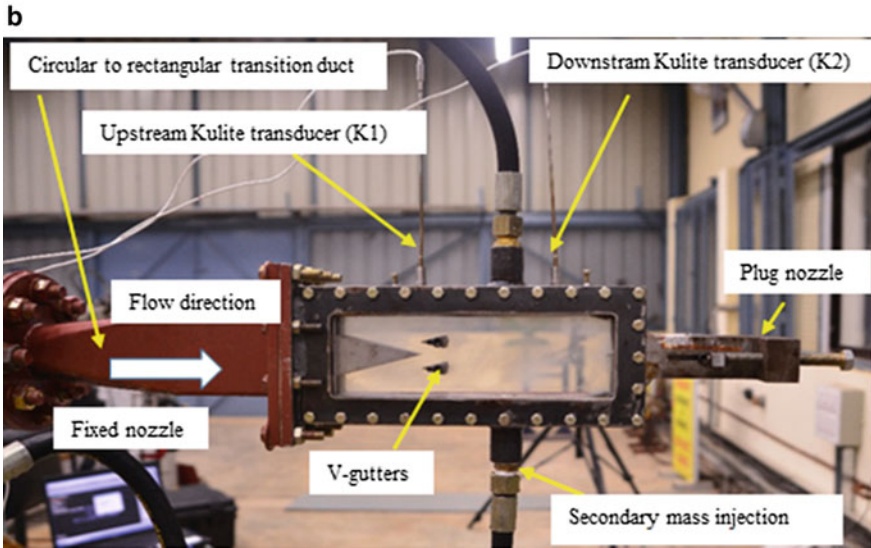 b
Circular to rectangular transition duct
Downstram Kulite transducer (K2)
Upstream Kulite transducer (K1)
Plug nozzle
Flow direction
Fixed nozzle
V-gutters
Secondary mass injection